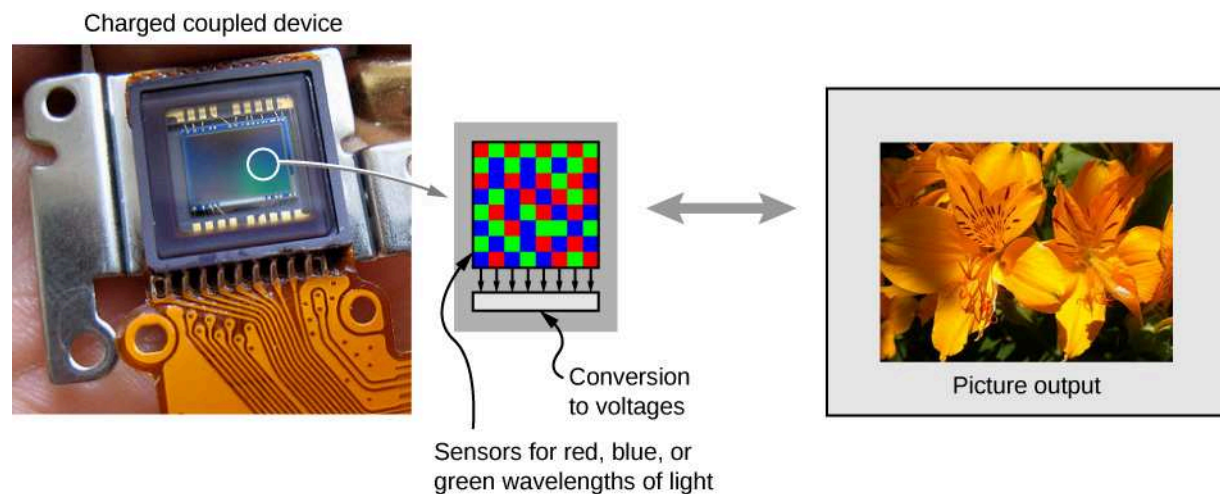 Charged coupled device
Conversion
to voltages
Sensors for red, blue, or
green wavelengths of light
Picture output